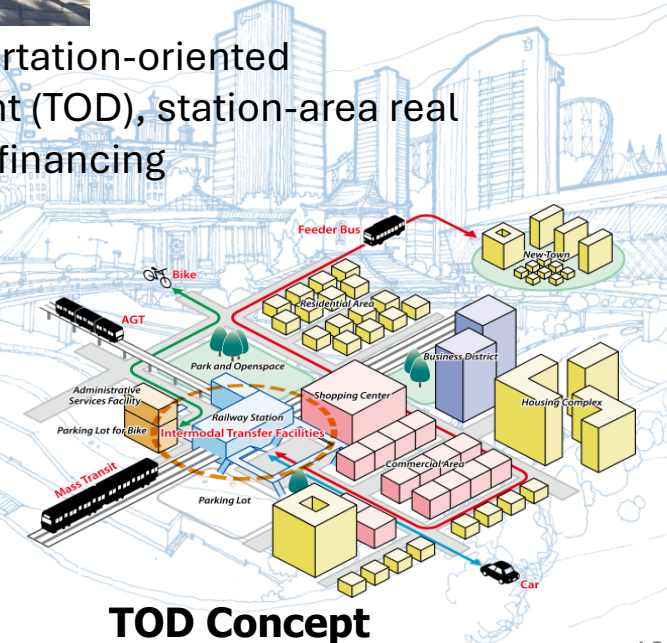 rtation-oriented
nt (TOD), station-area real
financing
Feeder Bus
New Town
Bike
Residential Area
AGT
Park and Openspace
Business District
Administrative
Services Facility
Shopping Center
Housing Complex
Parking Lot for Bike
Railway Station
Intermodal Transfer Facilities
Commercial Area
Mass Transit
Parking Lot
Car
TOD Concept